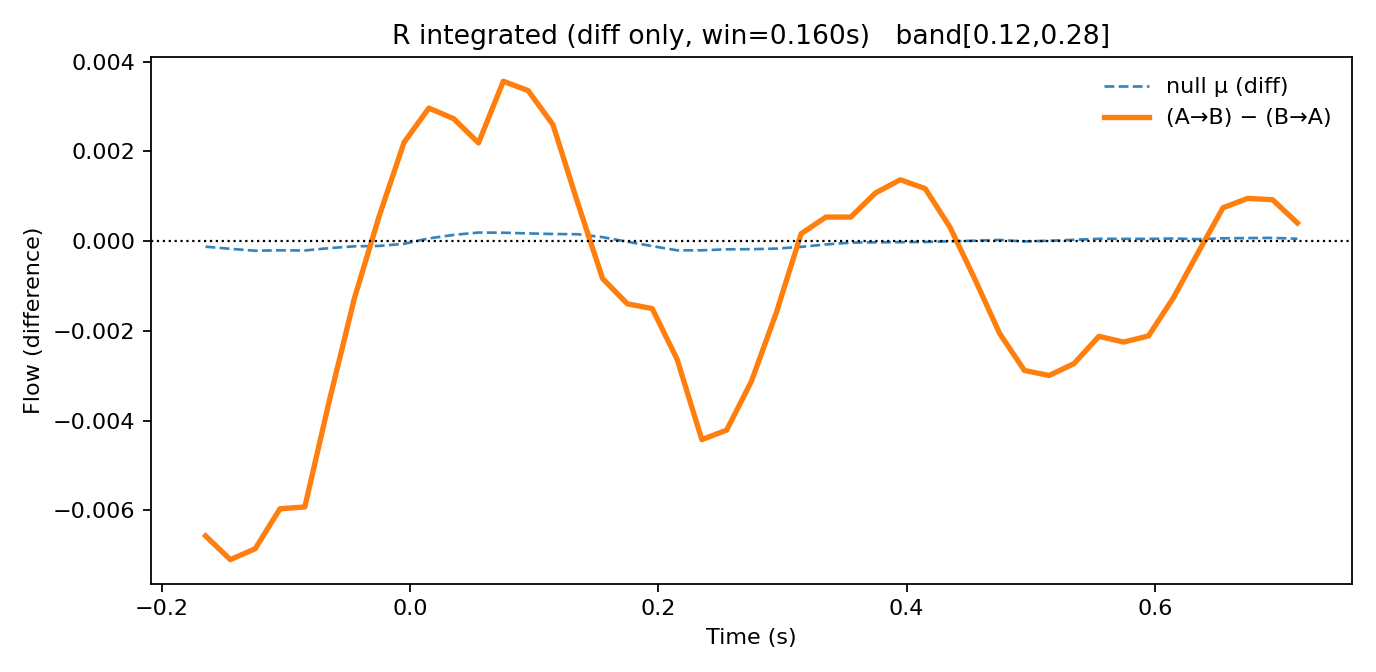 R integrated (diff only, win=0.160s)   band[0.12,0.28]
null μ (diff)
(A→B) − (B→A)
Flow (difference)
0.004
0.002
0.000
−0.002
−0.004
−0.006
−0.2
0.0
0.2
0.4
0.6
Time (s)